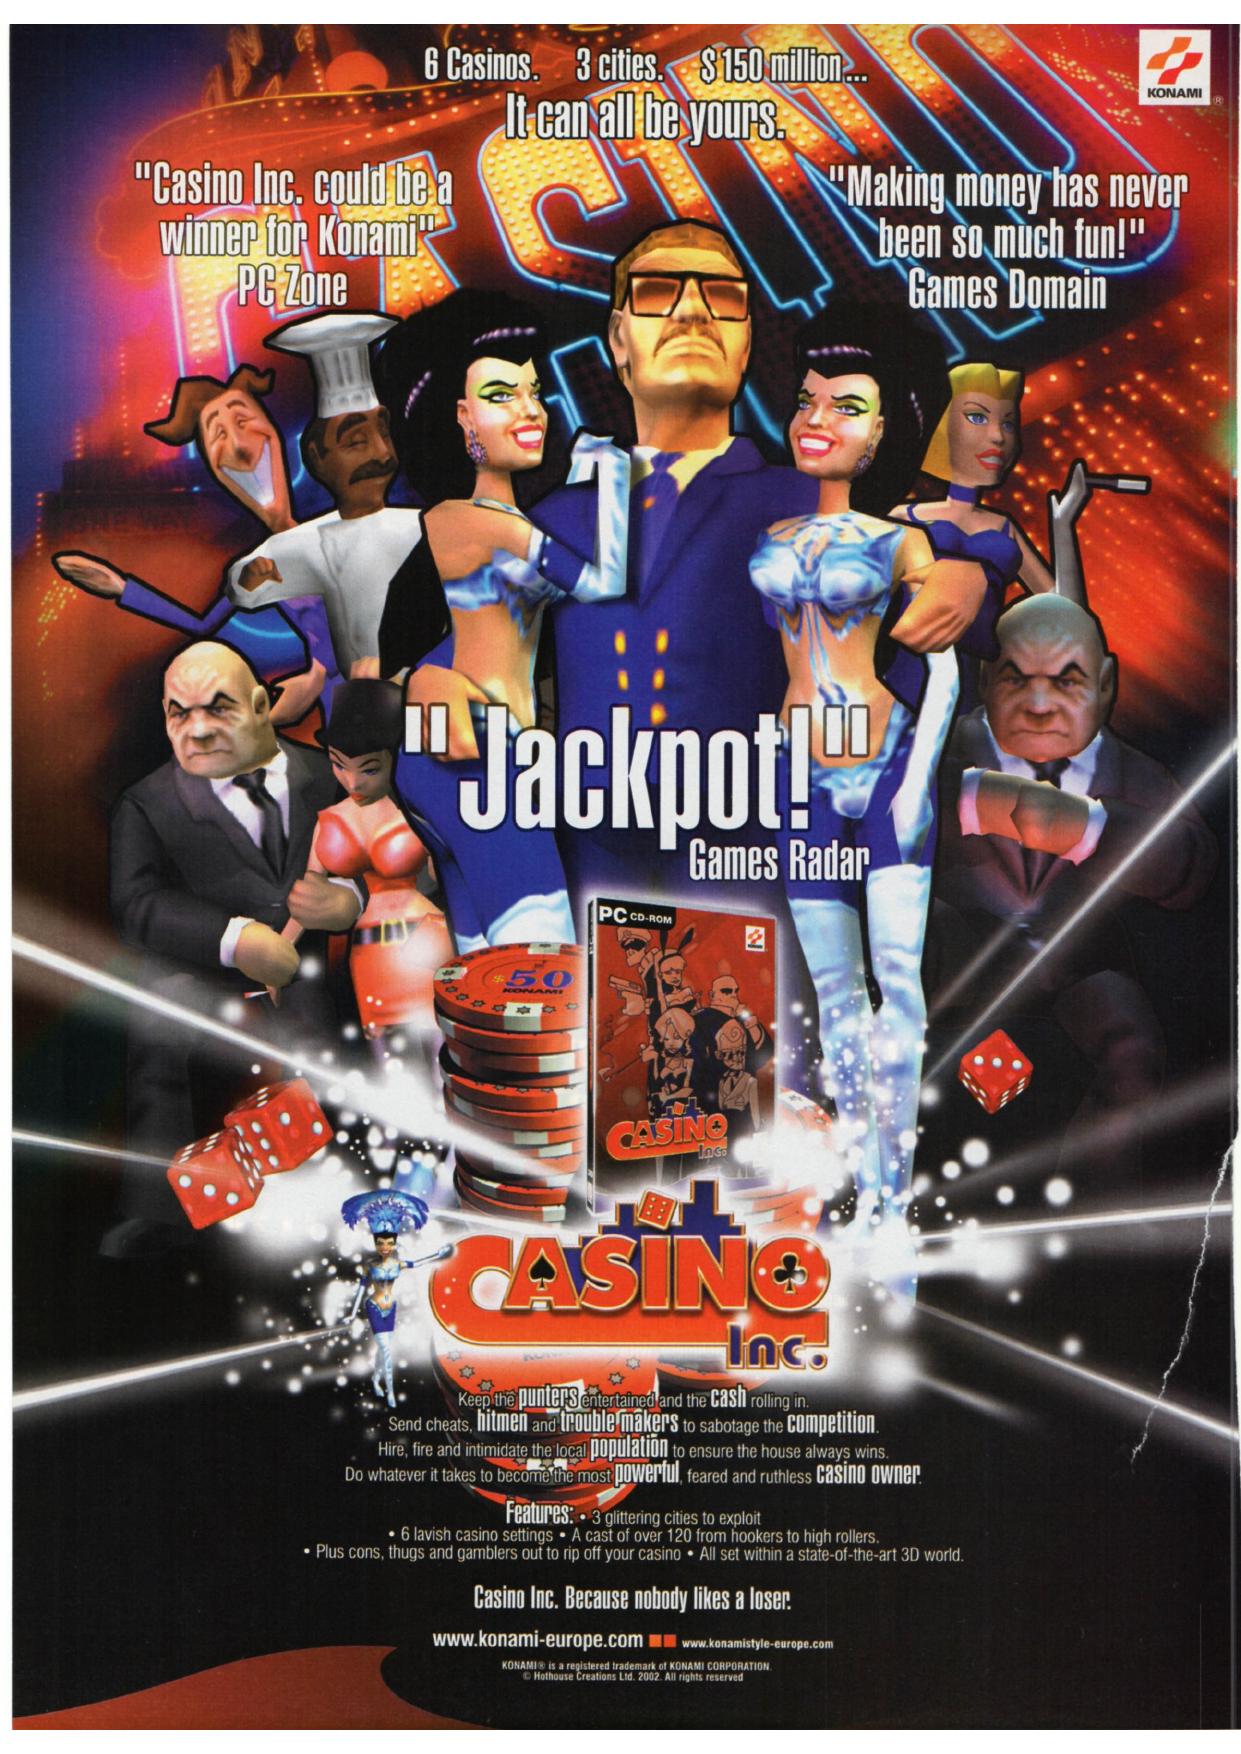 6 Casinos. 3 cities. $150 million...
It can all be yours.
KONAMI
®
"Casino Inc. could be a
winner for Konami"
PC Zone
"Making money has never
been so much fun!"
Games Domain
CASINO
"Jackpot!"
Games Radar
PC CD-ROM
KONAMI
$50
KONAMI
CASINO
Inc.
CASINO
Inc.
Keep the punters entertained and the cash rolling in.
Send cheats, hitmen and trouble makers to sabotage the competition.
Hire, fire and intimidate the local population to ensure the house always wins.
Do whatever it takes to become the most powerful, feared and ruthless casino owner.
Features: • 3 glittering cities to exploit
• 6 lavish casino settings • A cast of over 120 from hookers to high rollers.
• Plus cons, thugs and gamblers out to rip off your casino • All set within a state-of-the-art 3D world.
Casino Inc. Because nobody likes a loser.
www.konami-europe.com www.konamistyle-europe.com
KONAMI® is a registered trademark of KONAMI CORPORATION.
© Hothouse Creations Ltd. 2002. All rights reserved